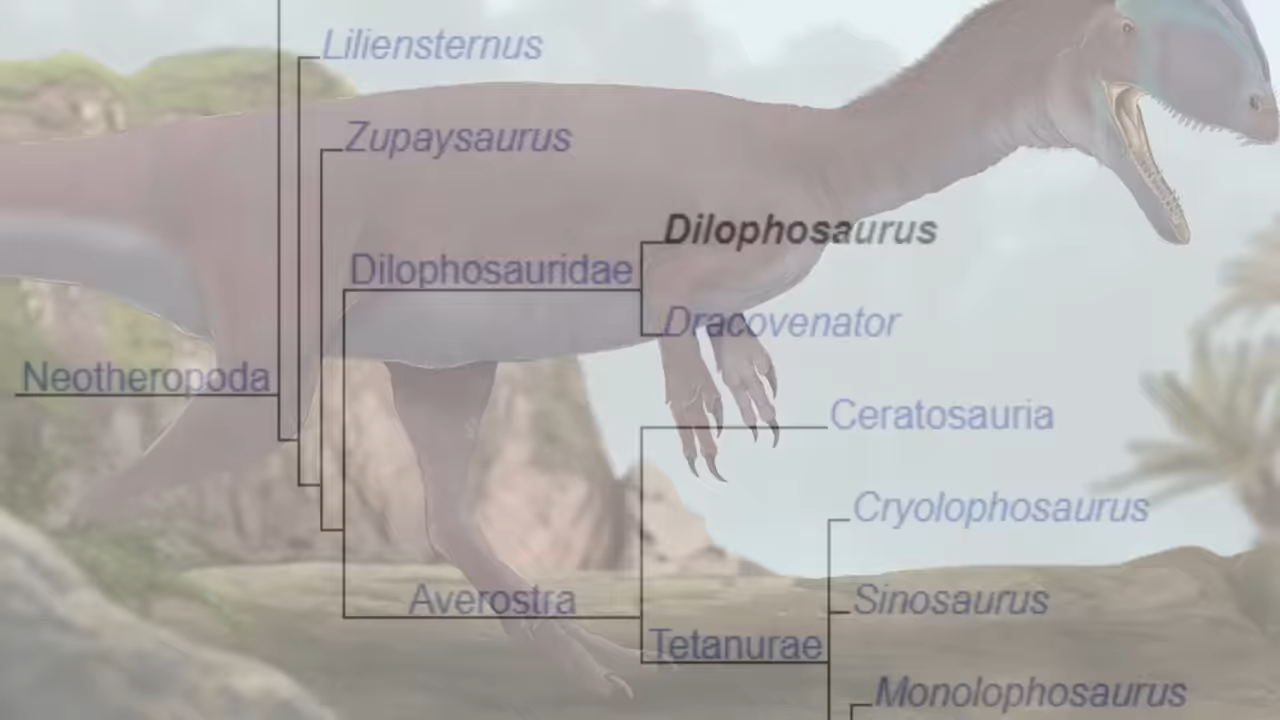 Liliensternus
Zupaysaurus
Dilophosaurus
Dilophosauridae
Dracovenator
Neotheropoda
Ceratosauria
Cryolophosaurus
Averostra
Sinosaurus
Tetanurae
Monolophosaurus